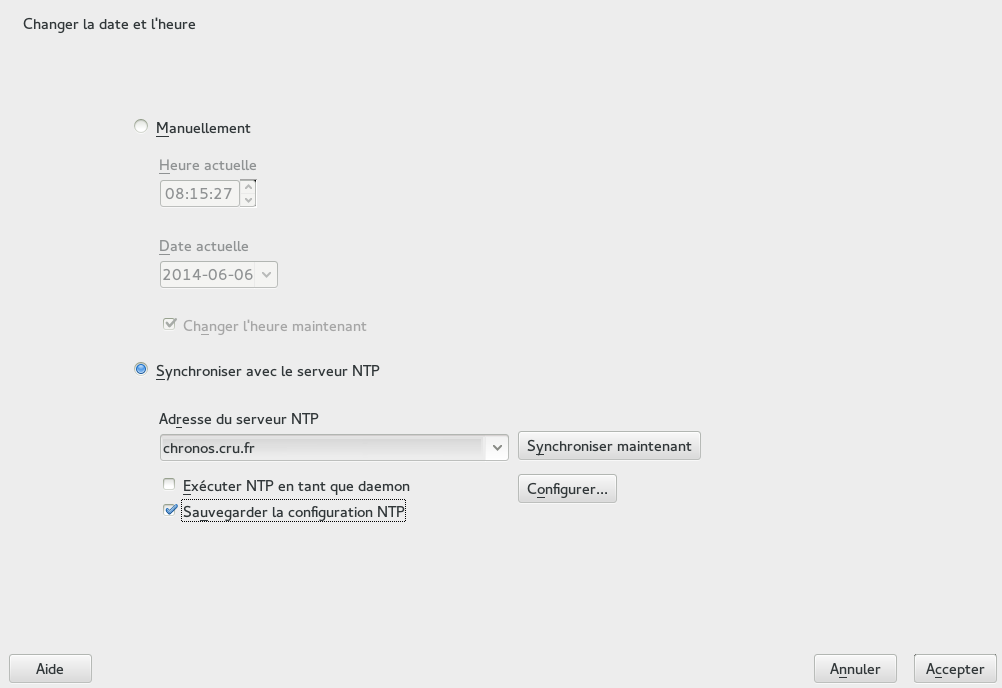 Changer la date et l'heure
Manuellement
Heure actuelle
08:15:27
Date actuelle
2014-06-06
Changer l'heure maintenant
Synchroniser avec le serveur NTP
Adresse du serveur NTP
chronos.cru.fr
Synchroniser maintenant
Exécuter NTP en tant que daemon
Configurer...
Sauvegarder la configuration NTP
Aide
Annuler
Accepter